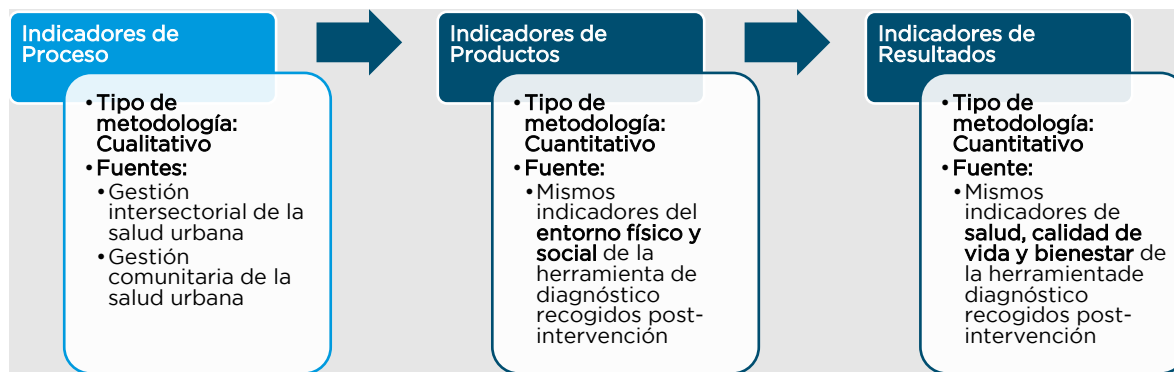 Indicadores de
Proceso
• Tipo de
metodología:
Cualitativo
• Fuentes:
• Gestión
intersectorial de la
salud urbana
• Gestión
comunitaria de la
salud urbana
Indicadores de
Productos
• Tipo de
metodología:
Cuantitativo
• Fuente:
• Mismos
indicadores del
entorno físico y
social de la
herramienta de
diagnóstico
recogidos post-
intervención
Indicadores de
Resultados
• Tipo de
metodología:
Cuantitativo
• Fuente:
• Mismos
indicadores de
salud, calidad de
vida y bienestar de
la herramientade
diagnóstico
recogidos post-
intervención